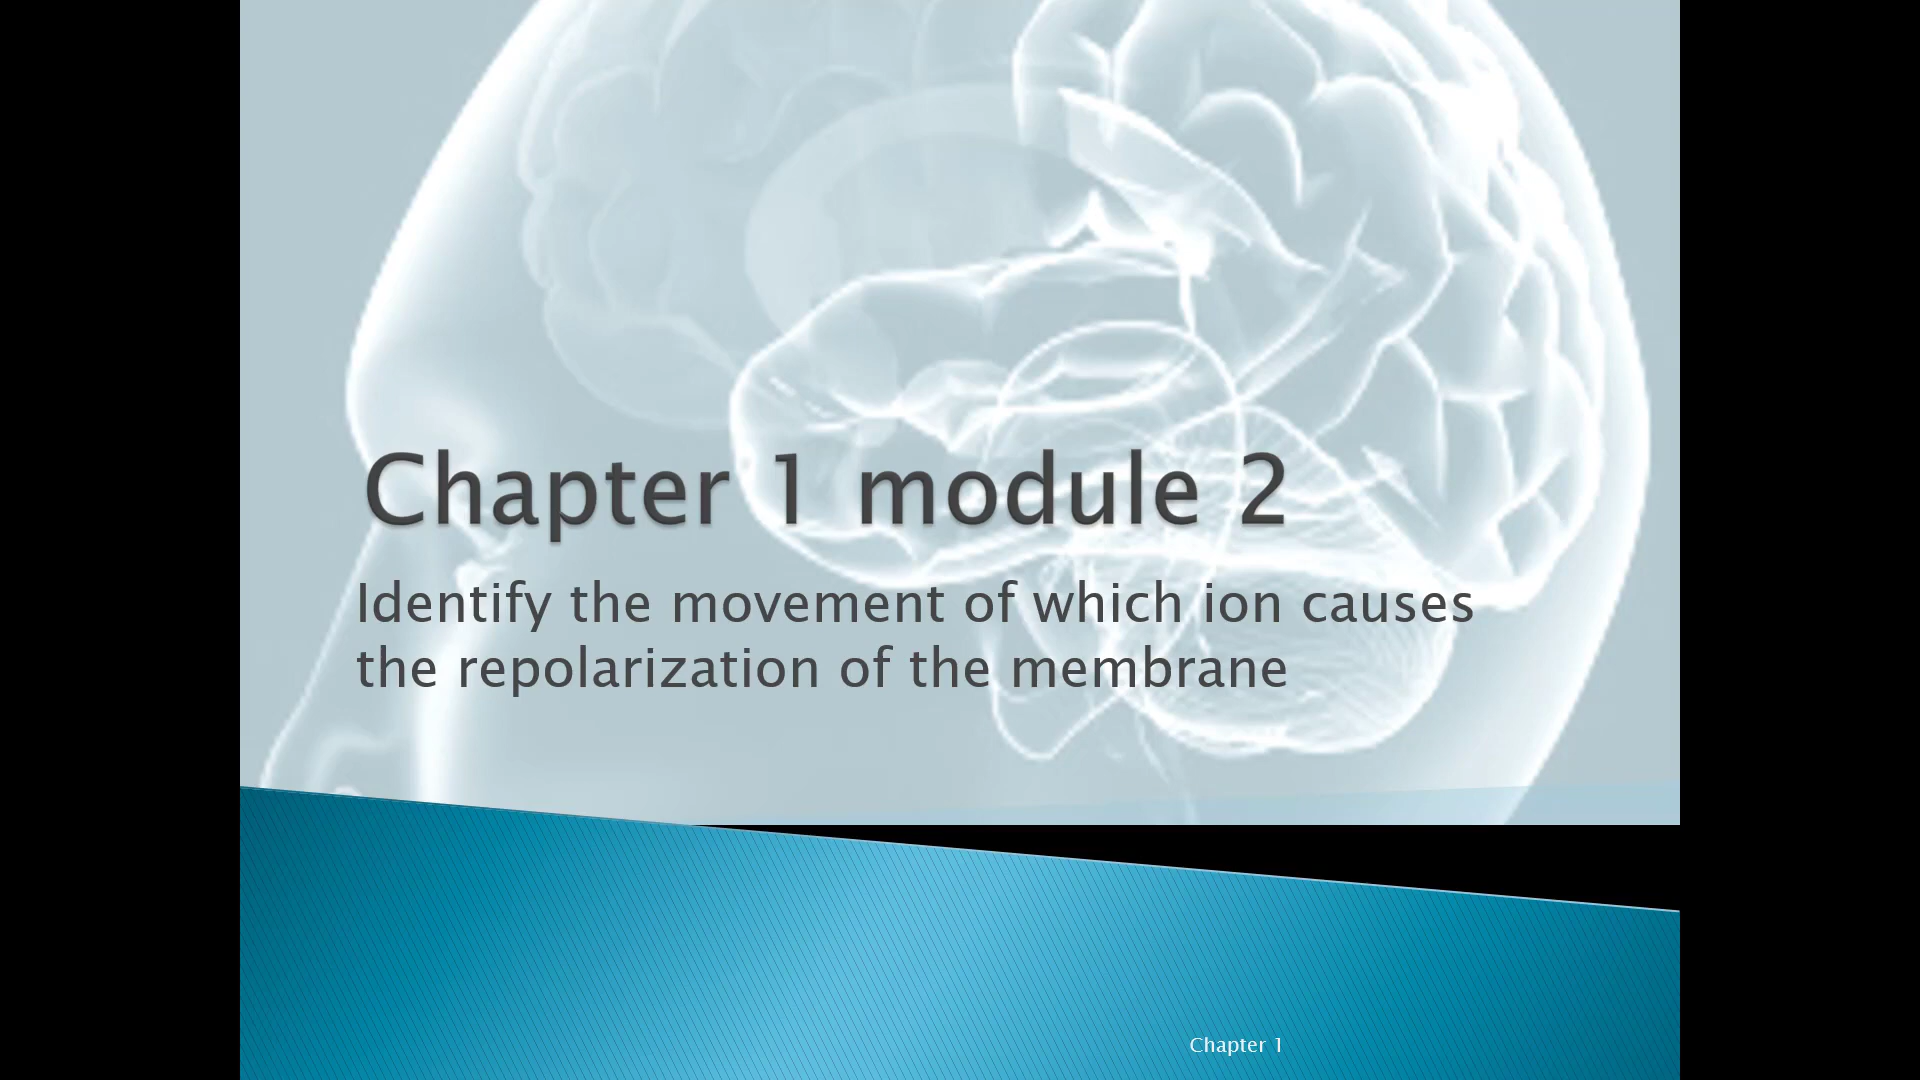 Chapter 1 module 2
Identify the movement of which ion causes
the repolarization of the membrane
Chapter 1